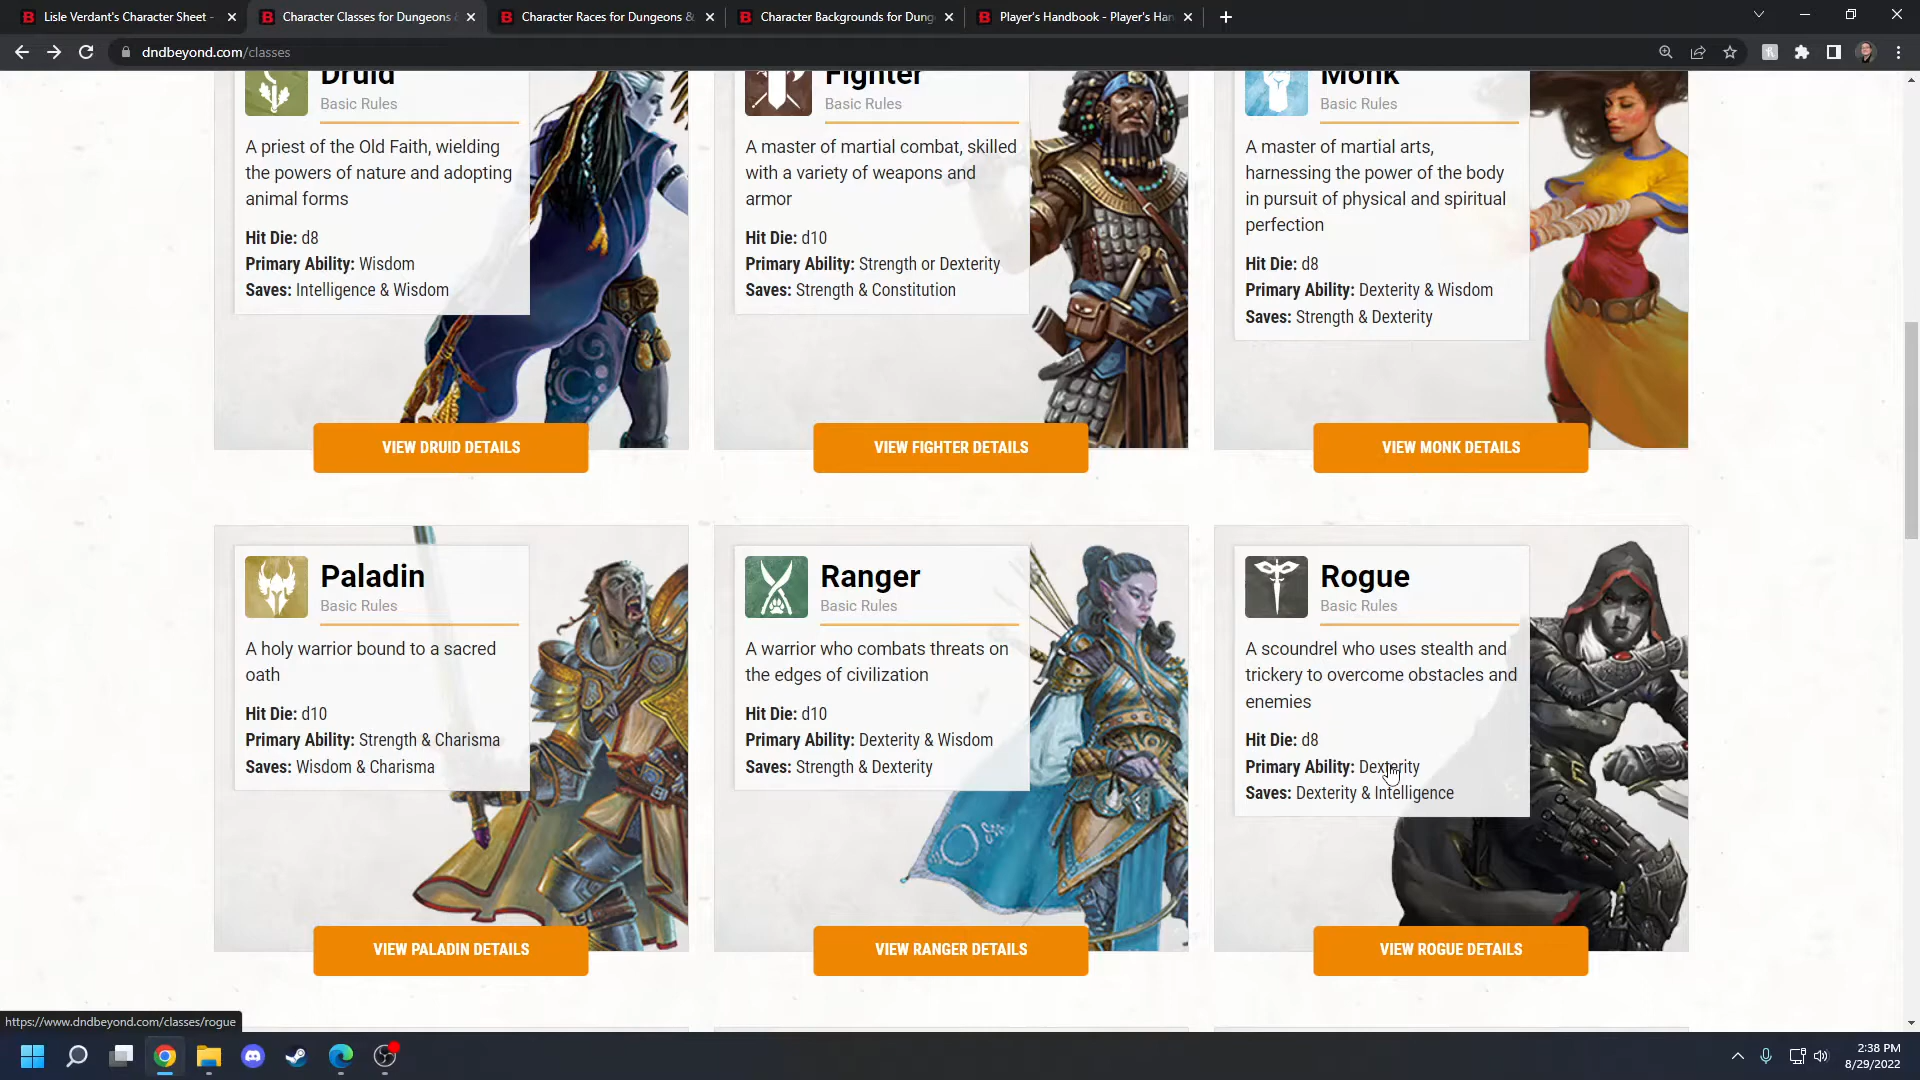 Lisle Verdant's Character Sheet -
Character Classes for Dungeons &
Character Races for Dungeons &
Character Backgrounds for Dung
Player's Handbook - Player's Han
dndbeyond.com/classes
Druid
Basic Rules
A priest of the Old Faith, wielding
the powers of nature and adopting
animal forms
Hit Die: d8
Primary Ability: Wisdom
Saves: Intelligence & Wisdom
VIEW DRUID DETAILS
Fighter
Basic Rules
A master of martial combat, skilled
with a variety of weapons and
armor
Hit Die: d10
Primary Ability: Strength or Dexterity
Saves: Strength & Constitution
VIEW FIGHTER DETAILS
Monk
Basic Rules
A master of martial arts,
harnessing the power of the body
in pursuit of physical and spiritual
perfection
Hit Die: d8
Primary Ability: Dexterity & Wisdom
Saves: Strength & Dexterity
VIEW MONK DETAILS
Paladin
Basic Rules
A holy warrior bound to a sacred
oath
Hit Die: d10
Primary Ability: Strength & Charisma
Saves: Wisdom & Charisma
VIEW PALADIN DETAILS
Ranger
Basic Rules
A warrior who combats threats on
the edges of civilization
Hit Die: d10
Primary Ability: Dexterity & Wisdom
Saves: Strength & Dexterity
VIEW RANGER DETAILS
Rogue
Basic Rules
A scoundrel who uses stealth and
trickery to overcome obstacles and
enemies
Hit Die: d8
Primary Ability: Dexterity
Saves: Dexterity & Intelligence
VIEW ROGUE DETAILS
https://www.dndbeyond.com/classes/rogue
2:38 PM
8/29/2022